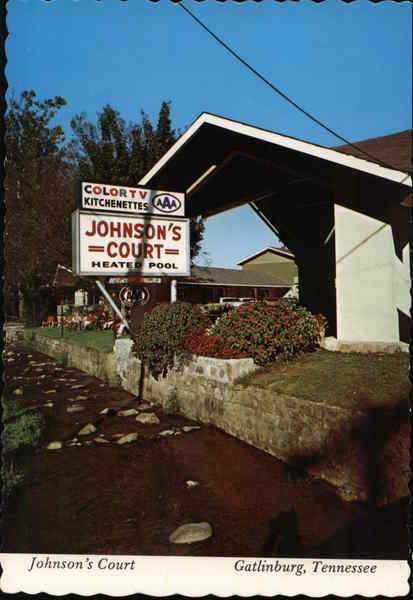 COLOR TV
KITCHENETTES
AAA
JOHNSON'S
COURT
HEATED POOL
Johnson's Court
Gatlinburg, Tennessee